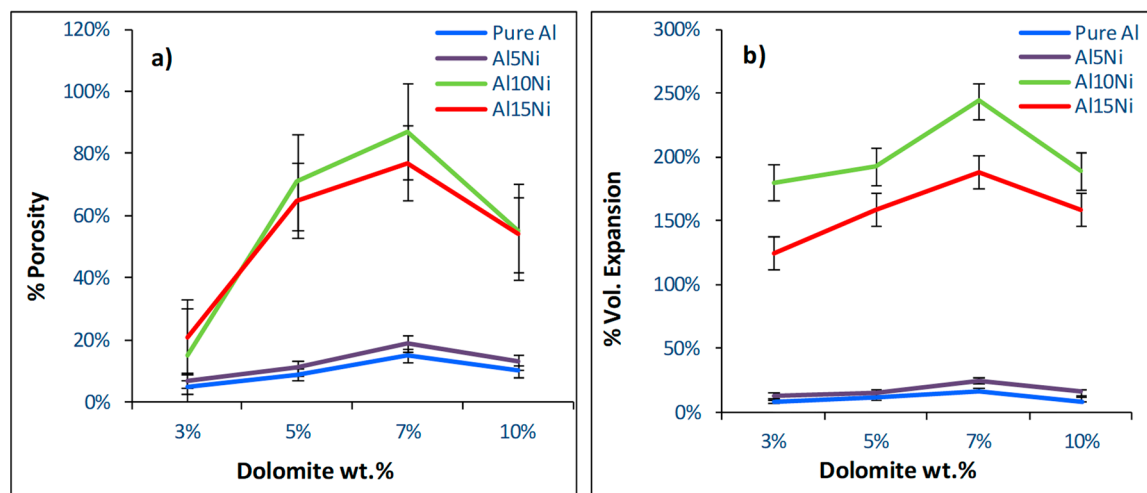 120%
100%
80%
60%
40%
20%
0%
% Porosity
a)
Pure Al
Al5Ni
Al10Ni
Al15Ni
3% 5% 7% 10%
Dolomite wt.%
300%
250%
200%
150%
100%
50%
0%
% Vol. Expansion
b)
Pure Al
Al5Ni
Al10Ni
Al15Ni
3% 5% 7% 10%
Dolomite wt.%